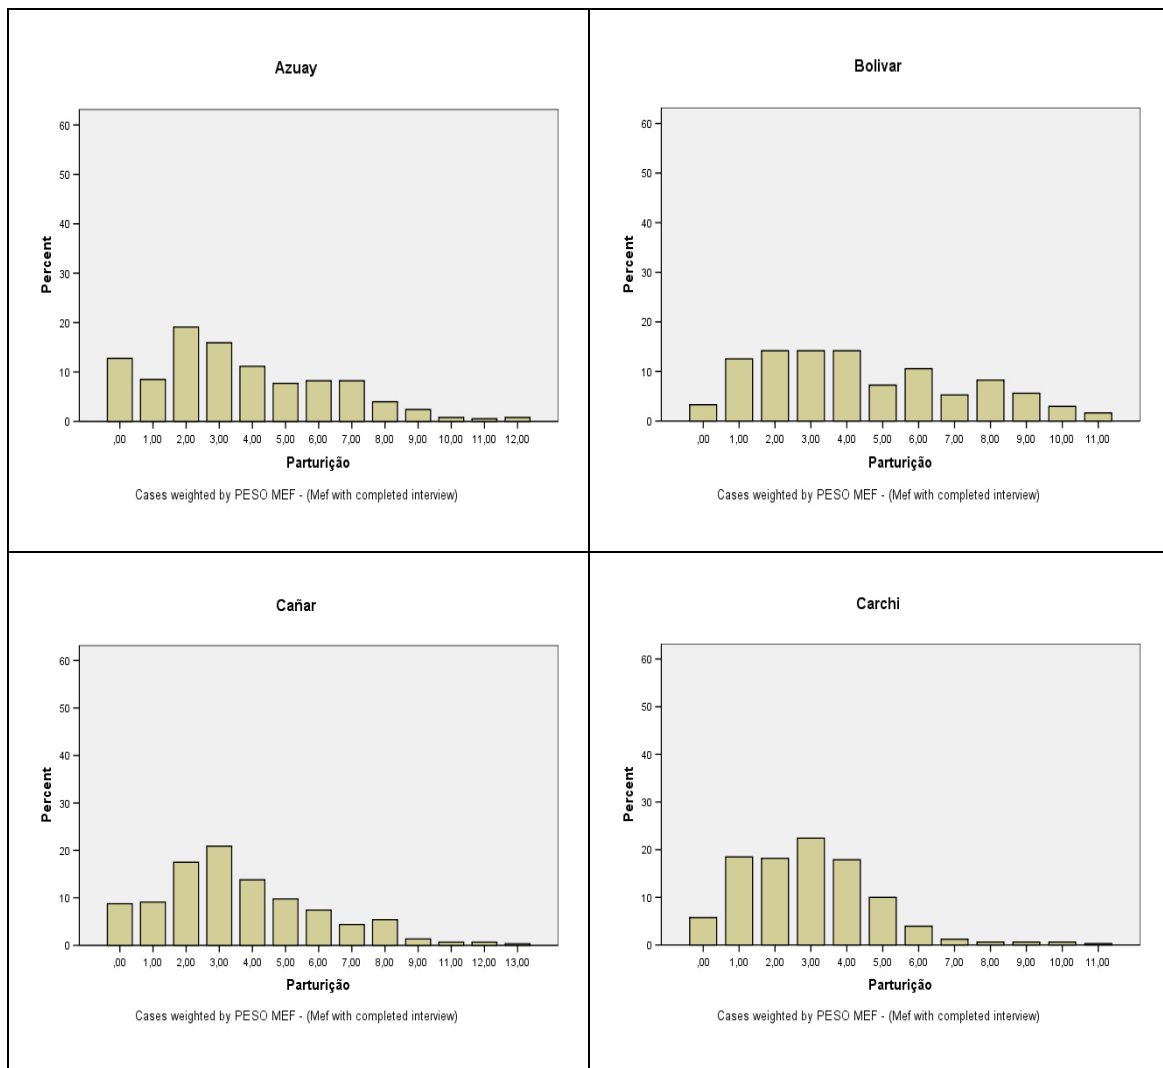 Azuay
60
50
40
30
20
10
0
Percent
,00 1,00 2,00 3,00 4,00 5,00 6,00 7,00 8,00 9,00 10,00 11,00 12,00
Parturição
Cases weighted by PESO MEF - (Mef with completed interview)
Bolivar
60
50
40
30
20
10
0
Percent
,00 1,00 2,00 3,00 4,00 5,00 6,00 7,00 8,00 9,00 10,00 11,00
Parturição
Cases weighted by PESO MEF - (Mef with completed interview)
Cañar
60
50
40
30
20
10
0
Percent
,00 1,00 2,00 3,00 4,00 5,00 6,00 7,00 8,00 9,00 10,00 11,00 12,00 13,00
Parturição
Cases weighted by PESO MEF - (Mef with completed interview)
Carchi
60
50
40
30
20
10
0
Percent
,00 1,00 2,00 3,00 4,00 5,00 6,00 7,00 8,00 9,00 10,00 11,00
Parturição
Cases weighted by PESO MEF - (Mef with completed interview)